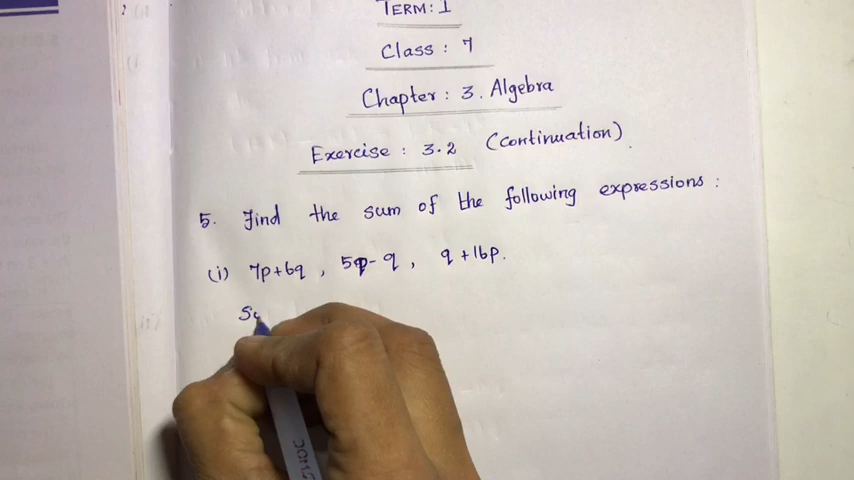 TERM: I
Class : 7
Chapter : 3. Algebra
Exercise : 3.2 (Continuation)
5. Find the sum of the following expressions :
(i) 7p+6q , 5p-q , q+16p.
So